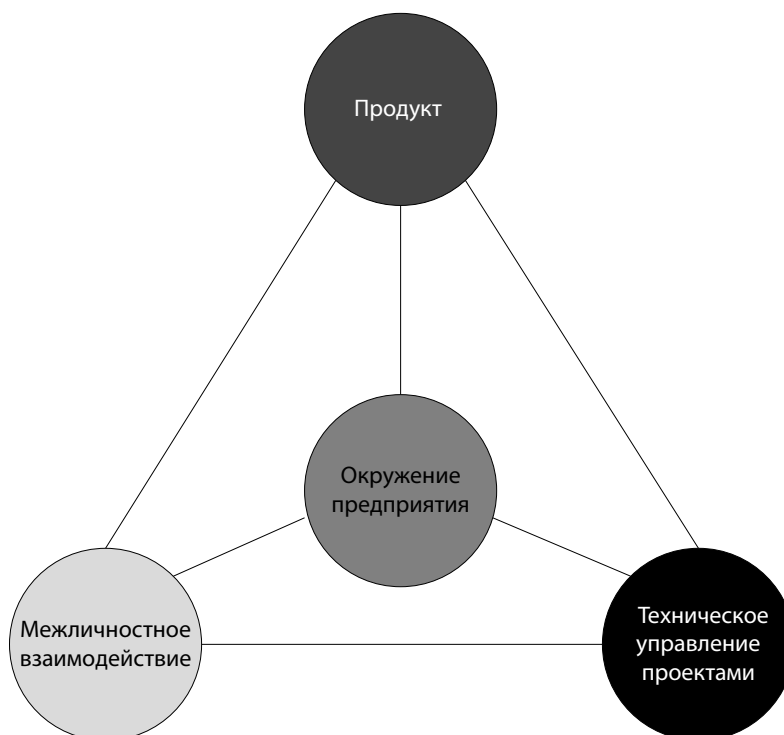 Продукт
Окружение
предприятия
Межличностное
взаимодействие
Техническое
управление
проектами